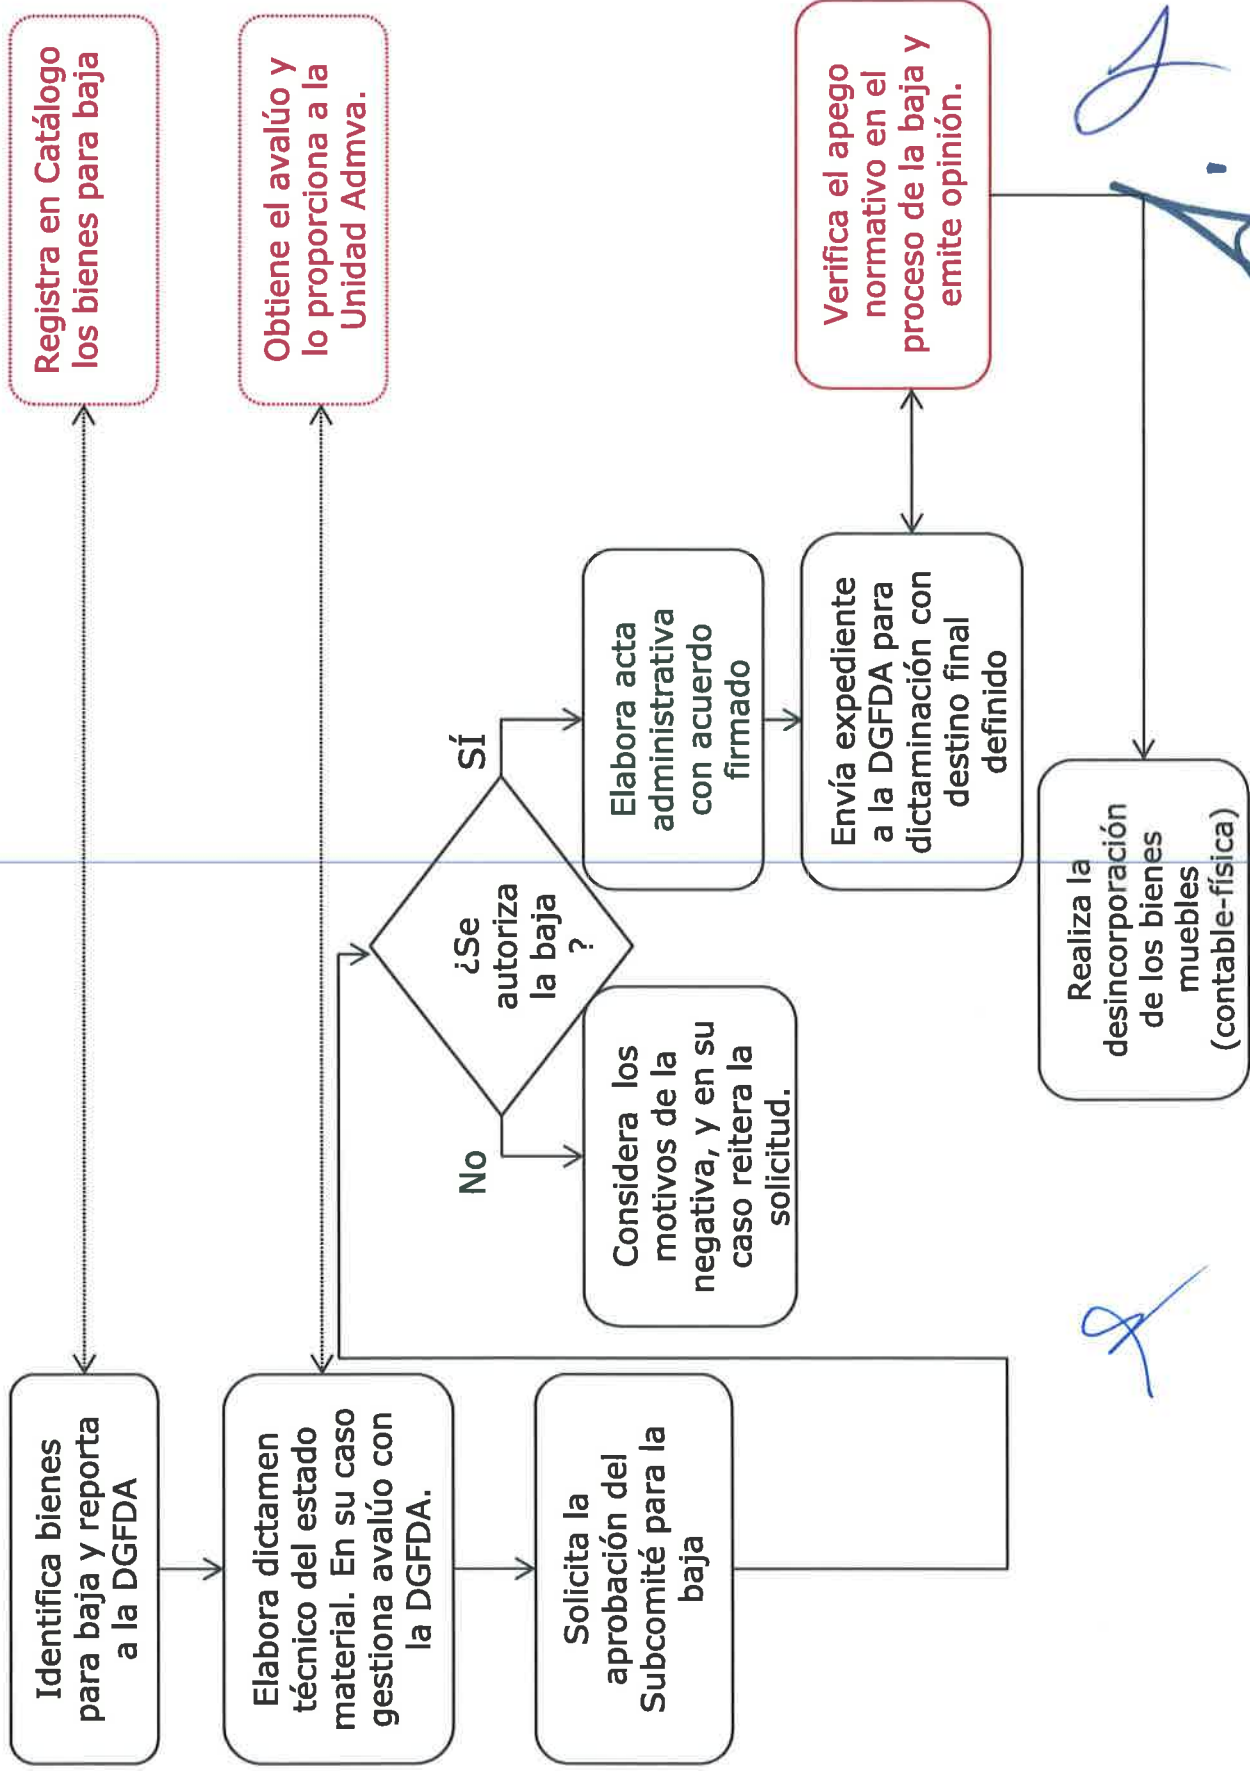 Identifica bienes
para baja y reporta
a la DGFDA
Registra en Catálogo
los bienes para baja
Elabora dictamen
técnico del estado
material. En su caso
gestiona avalúo con
la DGFDA.
Obtiene el avalúo y
lo proporciona a la
Unidad Admva.
Solicita la
aprobación del
Subcomité para la
baja
¿Se
autoriza
la baja
?
No
Considera los
motivos de la
negativa, y en su
caso reitera la
solicitud.
SÍ
Elabora acta
administrativa
con acuerdo
firmado
Envía expediente
a la DGFDA para
dictaminación con
destino final
definido
Verifica el apego
normativo en el
proceso de la baja y
emite opinión.
Realiza la
desincorporación
de los bienes
muebles
(contable-física)